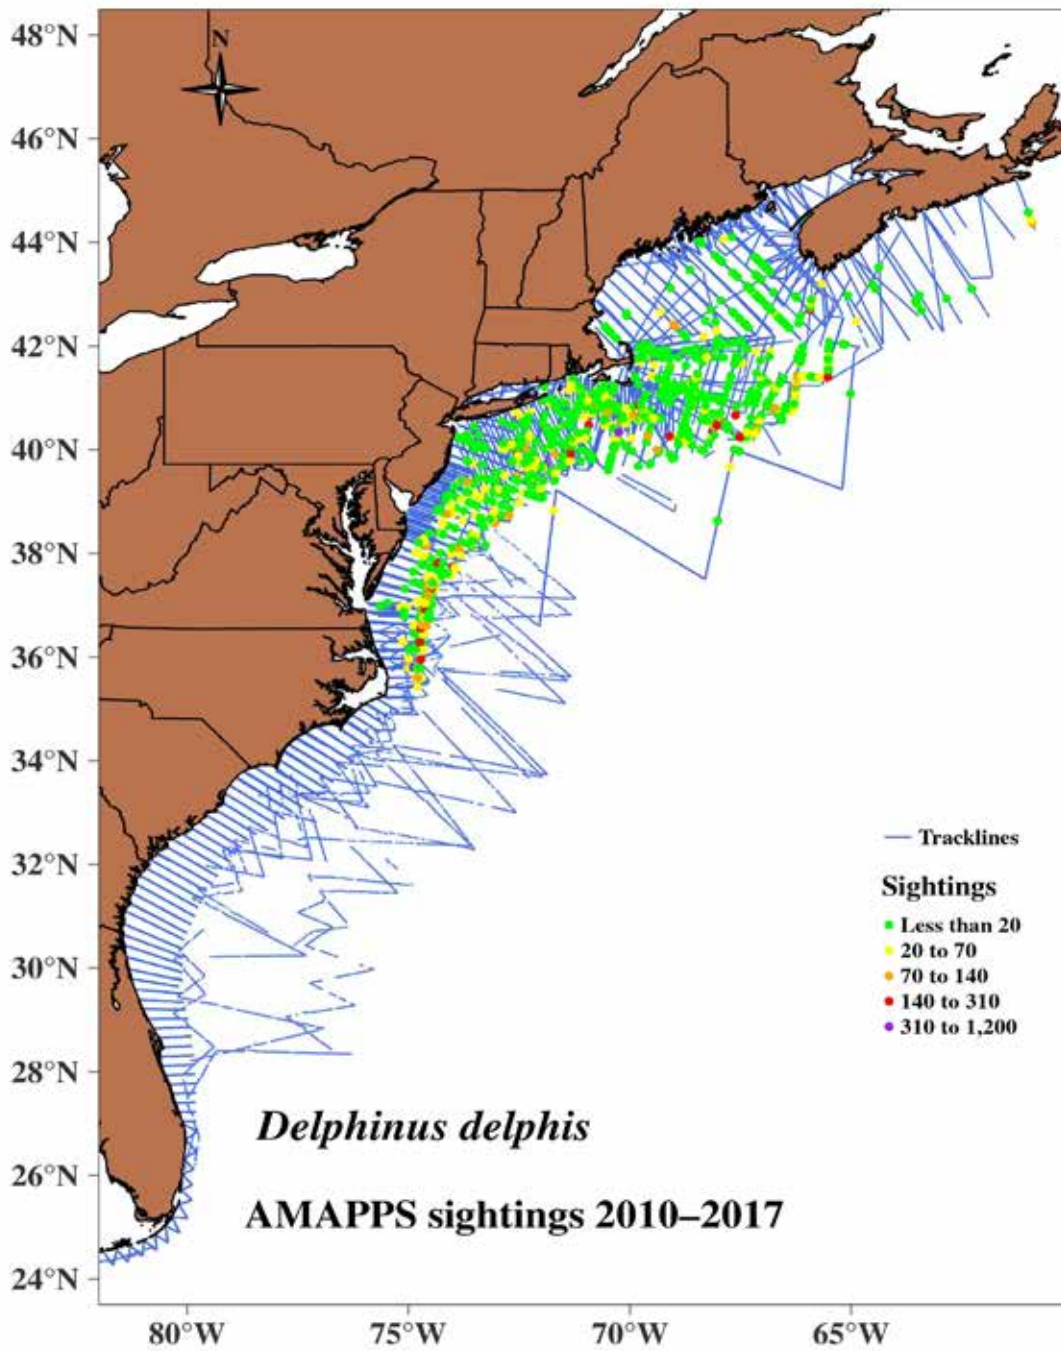 48°N
N
46°N
44°N
42°N
40°N
38°N
36°N
34°N
Tracklines
32°N
Sightings
Less than 20
20 to 70
30°N
70 to 140
140 to 310
310 to 1,200
28°N
Delphinus delphis
26°N
AMAPPS sightings 2010–2017
24°N
80°W 75°W 70°W 65°W